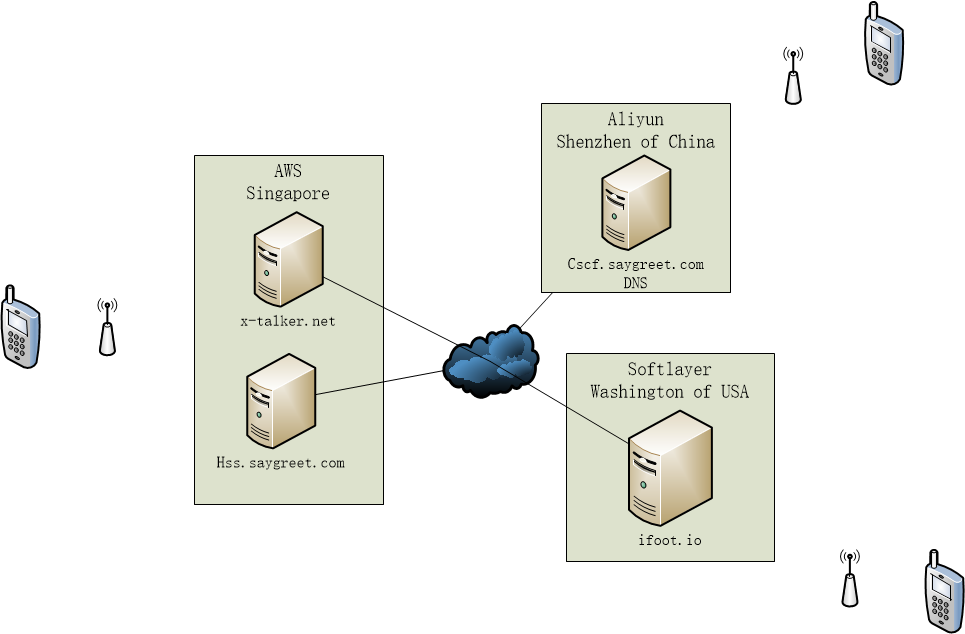 AWS
Singapore
x-talker.net
Hss.saygreet.com
Aliyun
Shenzhen of China
Cscf.saygreet.com
DNS
Softlayer
Washington of USA
ifoot.io